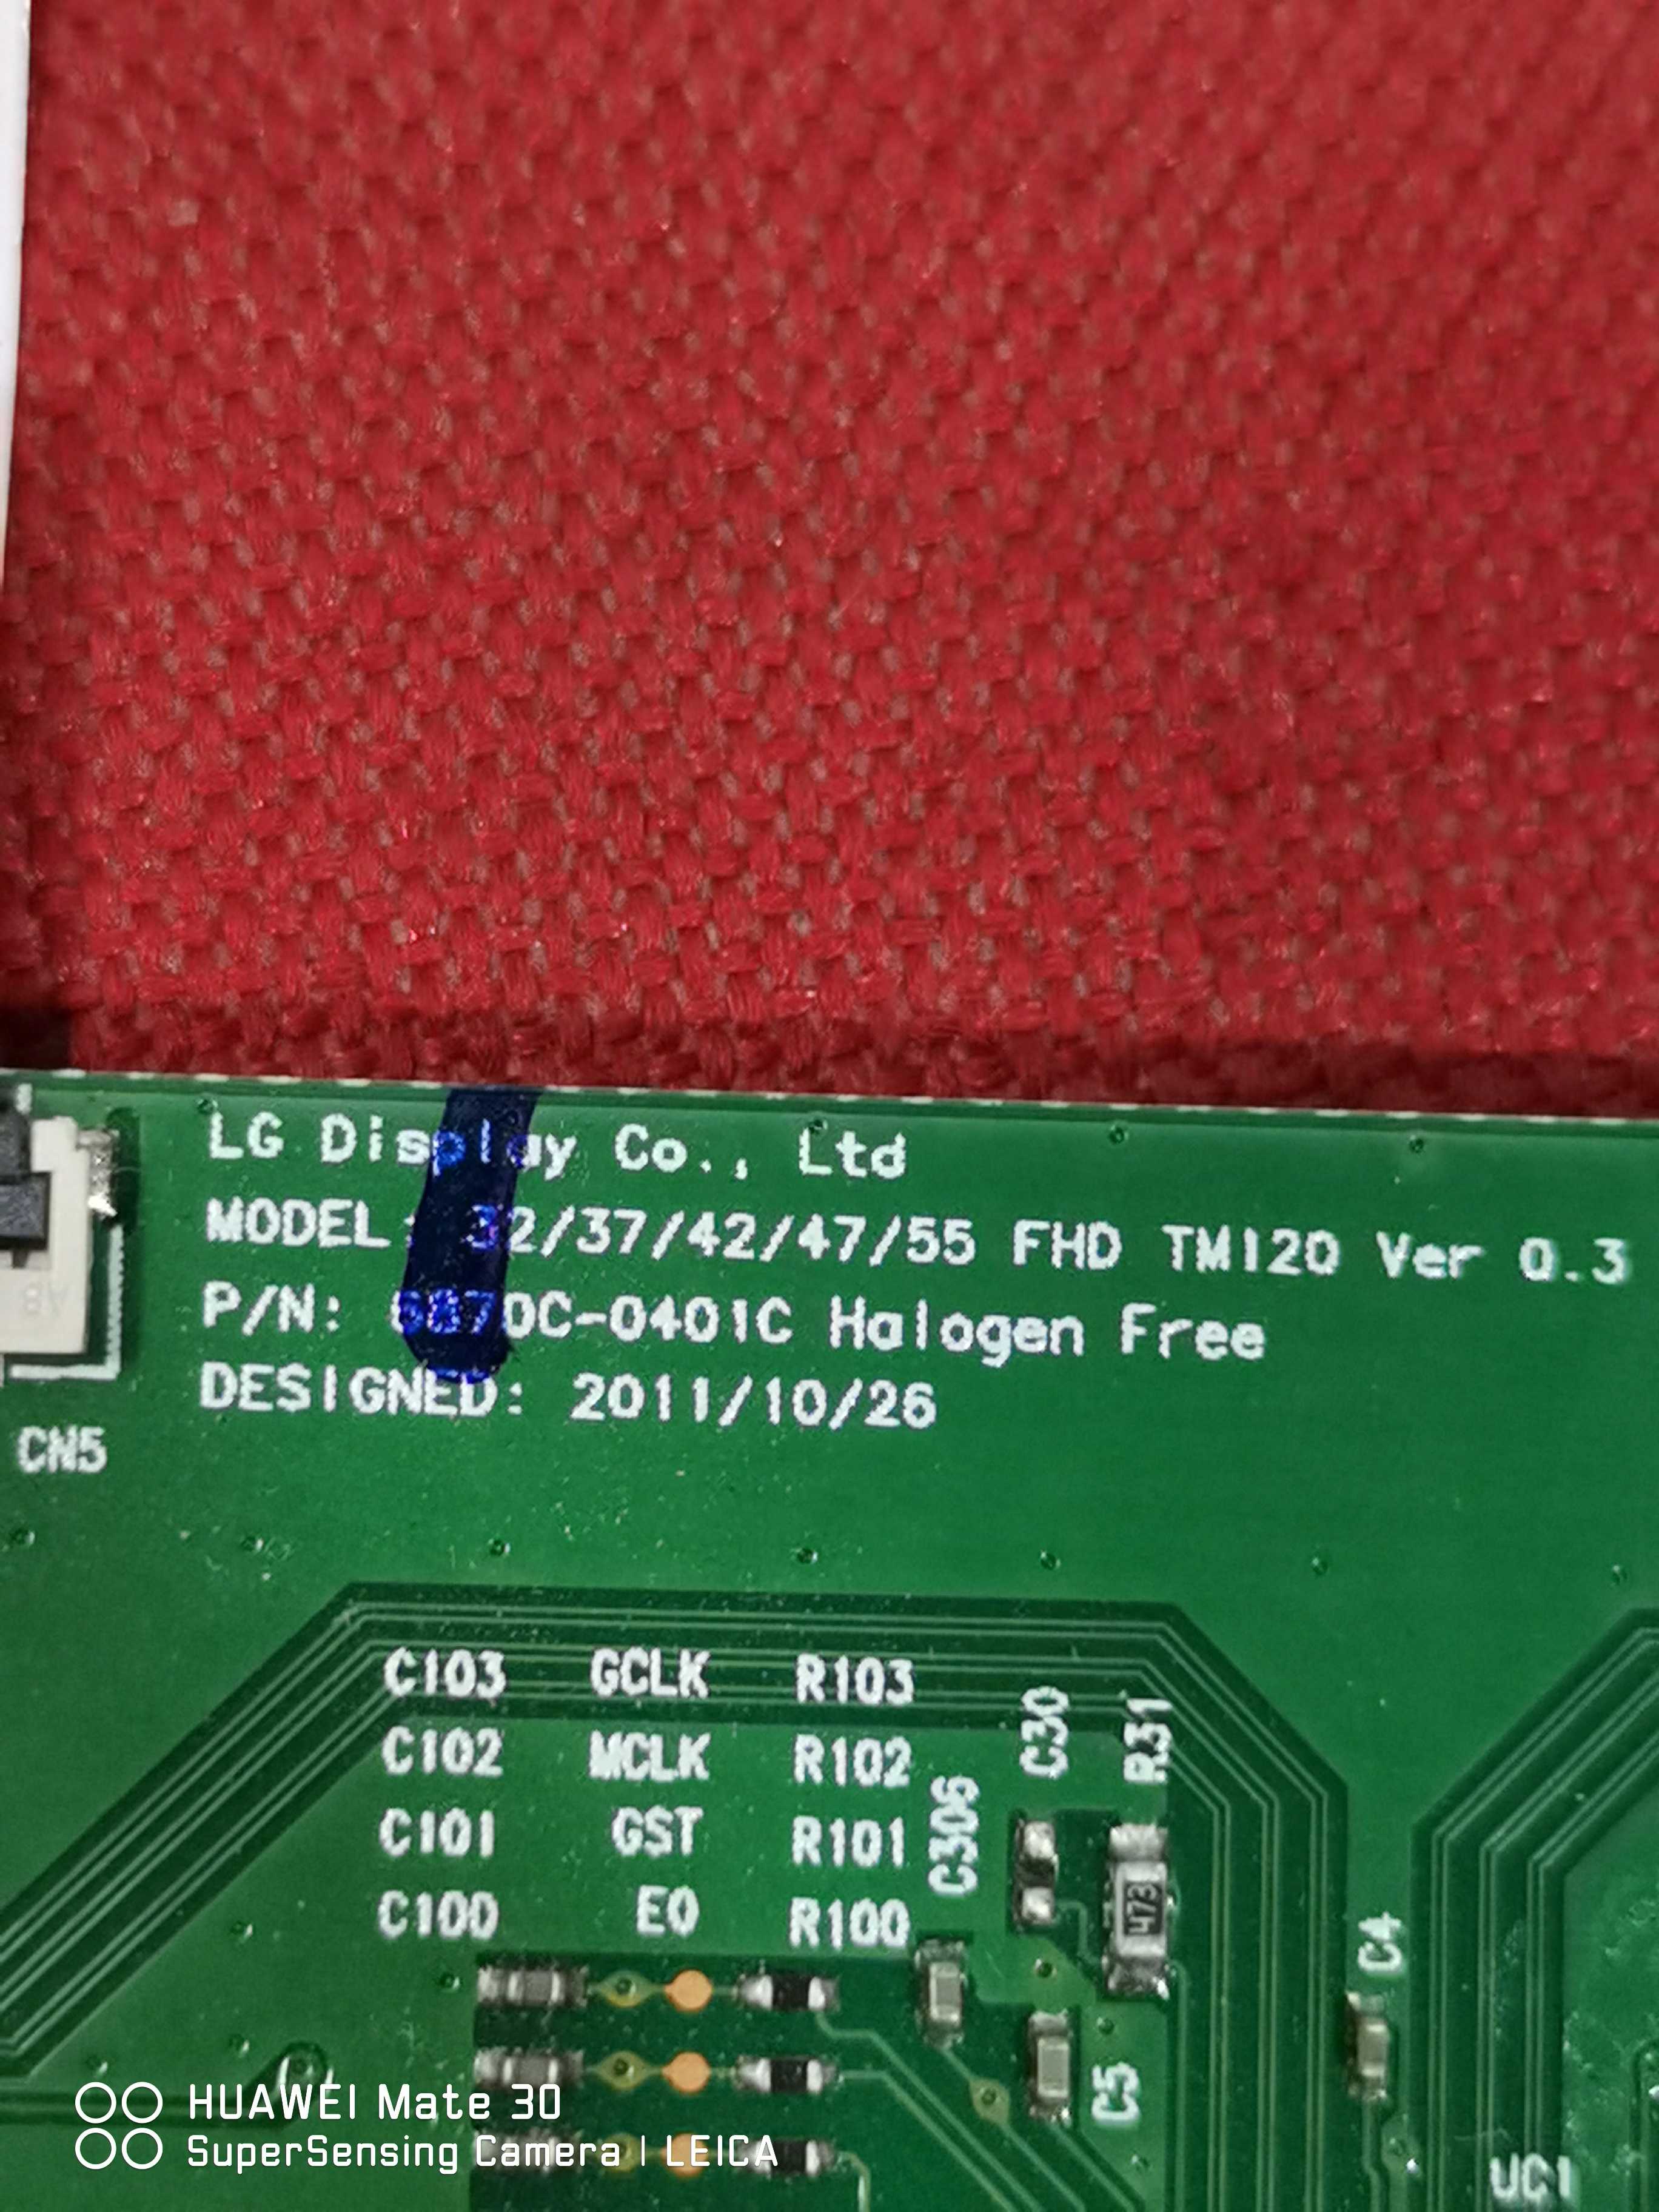 LG Display Co., Ltd
MODEL: 32/37/42/47/55 FHD TM120 Ver 0.3
P/N: 6870C-0401C Halogen Free
DESIGNED: 2011/10/26
CN5
C103 GCLK R103
C102 MCLK R102
C101 GST R101
C100 E0 R100
C306
C30
R31
473
C4
C5
UC1
HUAWEI Mate 30
SuperSensing Camera | LEICA